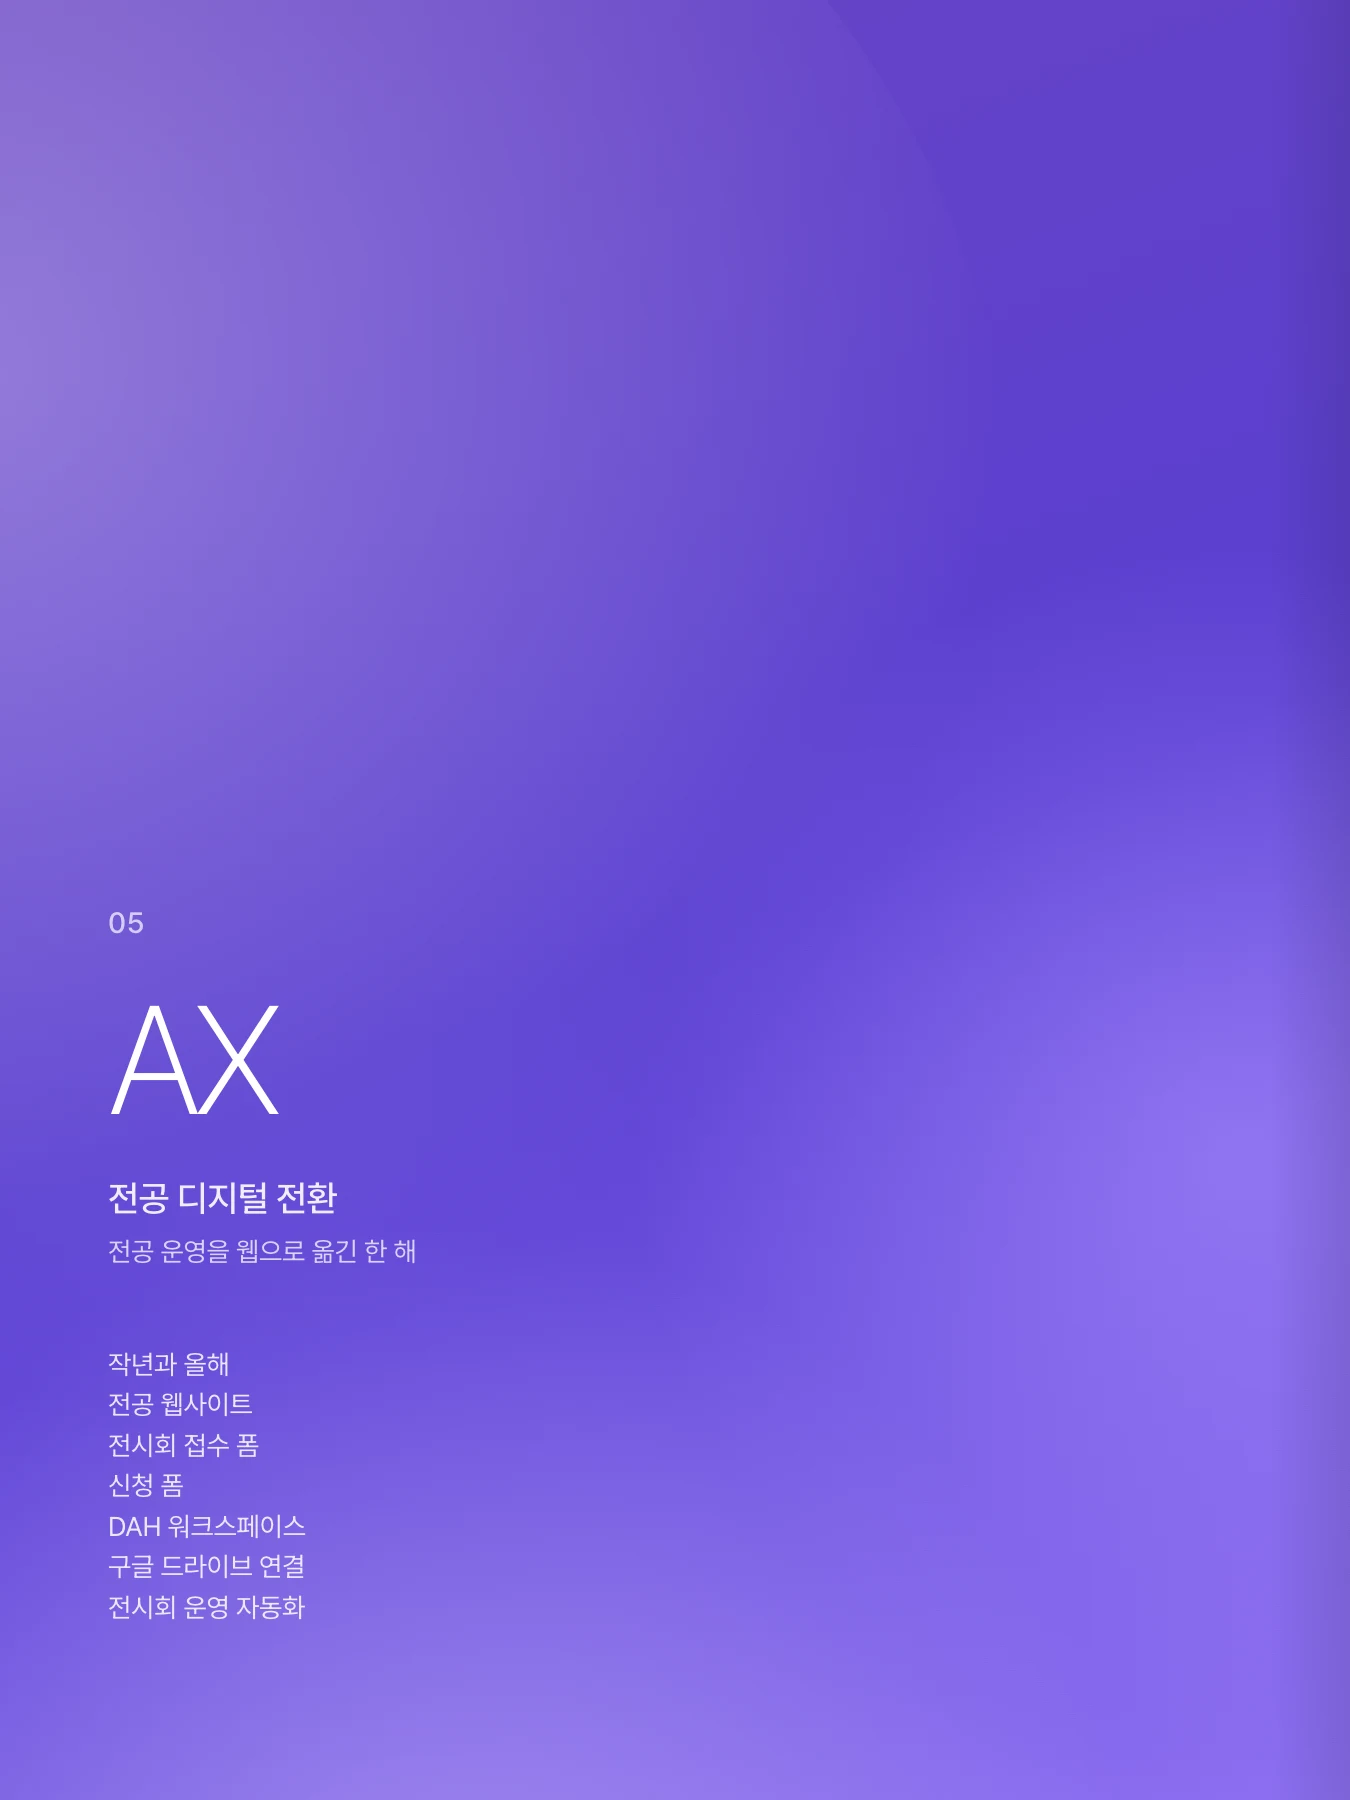 05
AX
전공 디지털 전환
전공 운영을 웹으로 옮긴 한 해
작년과 올해
전공 웹사이트
전시회 접수 폼
신청 폼
DAH 워크스페이스
구글 드라이브 연결
전시회 운영 자동화